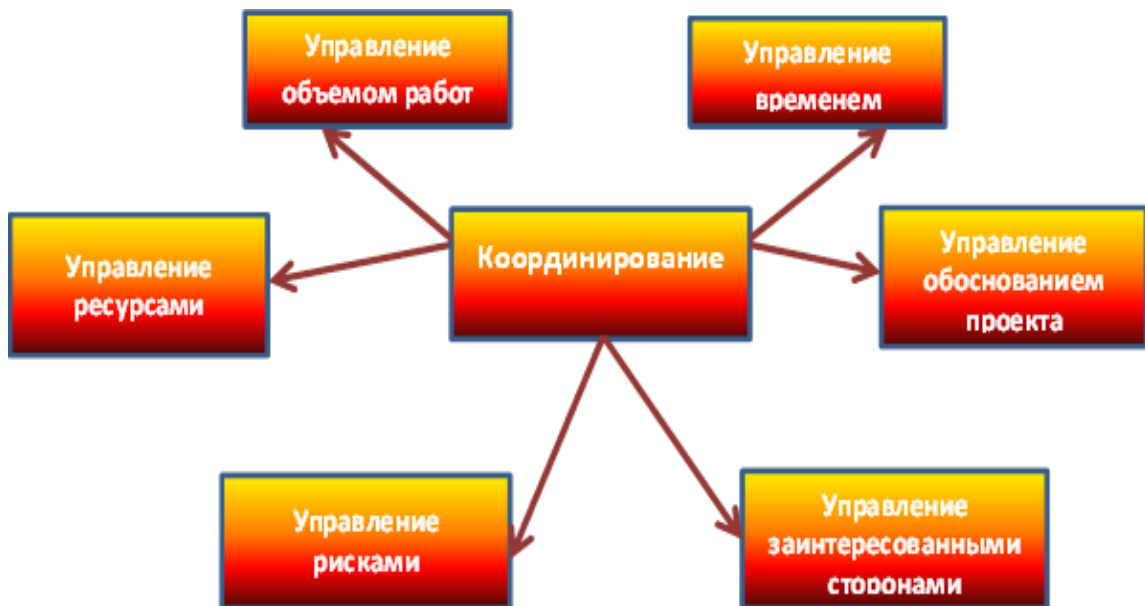 Управление
объемом работ
Управление
временем
Управление
ресурсами
Координирование
Управление
обоснованием
проекта
Управление
рисками
Управление
заинтересованными
сторонами